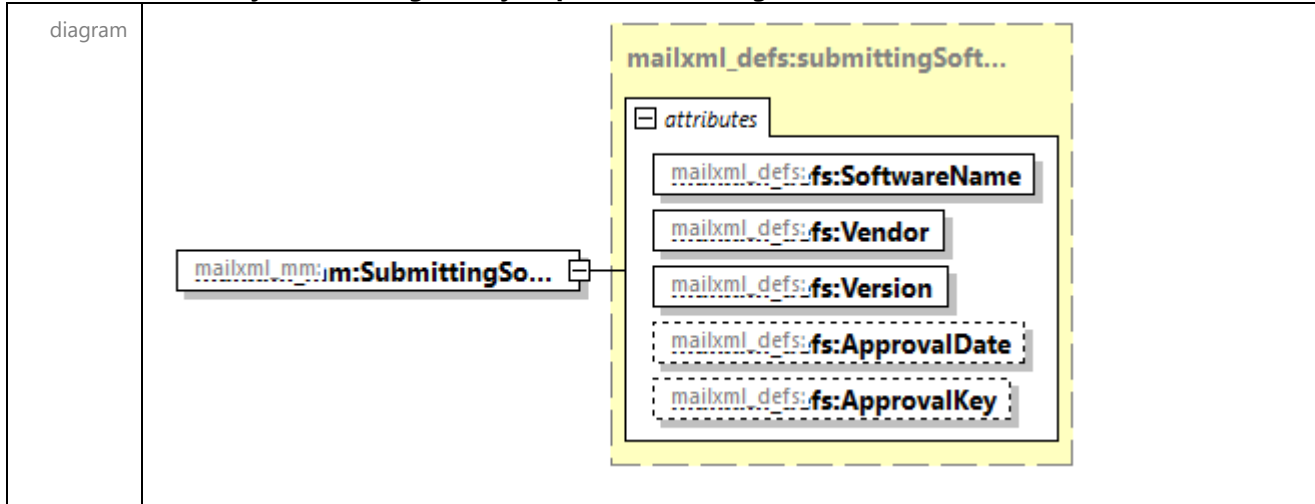 diagram
mailxml_defs:submittingSoft...
attributes
mailxml_defs:fs:SoftwareName
mailxml_defs:fs:Vendor
mailxml_mm:m:SubmittingSo...
mailxml_defs:fs:Version
mailxml_defs:fs:ApprovalDate
mailxml_defs:fs:ApprovalKey